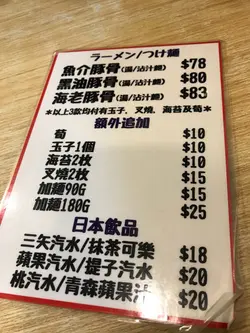 ラーメン/つけ麵
魚介豚骨(湯/沾汁麵) $78
黑油豚骨(湯/沾汁麵) $80
海老豚骨(湯/沾汁麵) $83
*以上3款均付有玉子、叉燒、海苔及荀*
額外追加
荀 $10
玉子1個 $10
海苔2枚 $10
叉燒2枚 $15
加麵90G $15
加麵180G $25
日本飲品
三矢汽水/抹茶可樂 $18
蘋果汽水/提子汽水 $20
桃汽水/青森蘋果汁 $20